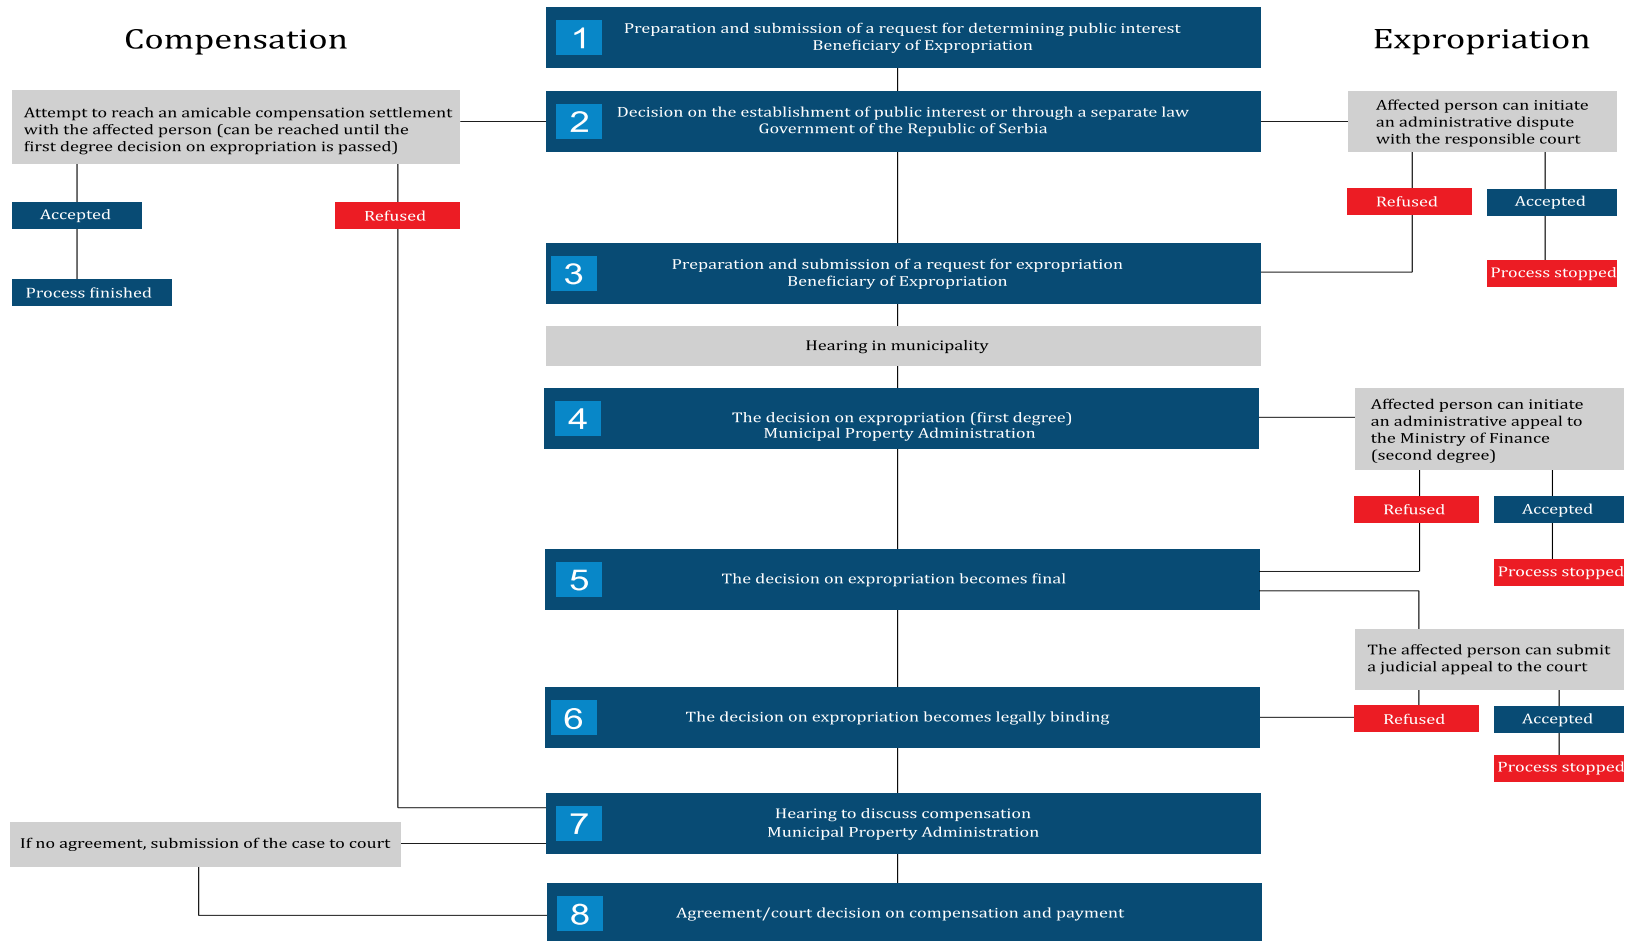 Compensation
Expropriation
1
Preparation and submission of a request for determining public interest
Beneficiary of Expropriation
Attempt to reach an amicable compensation settlement
with the affected person (can be reached until the
first degree decision on expropriation is passed)
2
Decision on the establishment of public interest or through a separate law
Government of the Republic of Serbia
Affected person can initiate
an administrative dispute
with the responsible court
Accepted
Refused
Refused
Accepted
Process finished
3
Preparation and submission of a request for expropriation
Beneficiary of Expropriation
Process stopped
Hearing in municipality
4
The decision on expropriation (first degree)
Municipal Property Administration
Affected person can initiate
an administrative appeal to
the Ministry of Finance
(second degree)
Refused
Accepted
5
The decision on expropriation becomes final
Process stopped
The affected person can submit
a judicial appeal to the court
6
The decision on expropriation becomes legally binding
Refused
Accepted
Process stopped
7
Hearing to discuss compensation
Municipal Property Administration
If no agreement, submission of the case to court
8
Agreement/court decision on compensation and payment